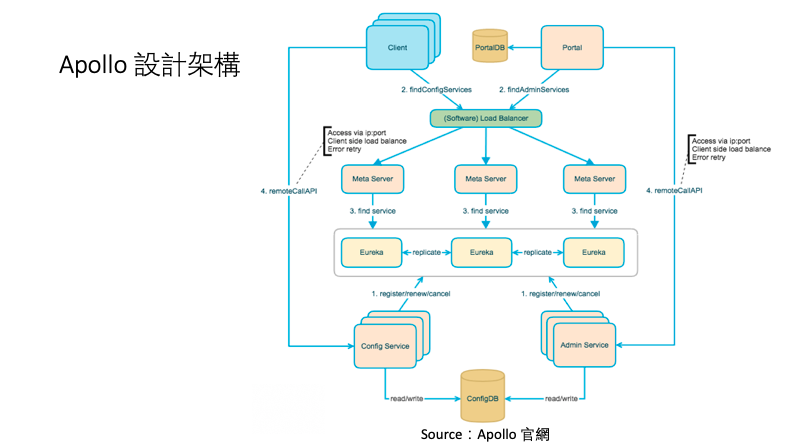 Apollo 設計架構
Client
PortalDB
Portal
2. findConfigServices
2. findAdminServices
(Software) Load Balancer
Access via ip:port
Client side load balance
Error retry
Access via ip:port
Client side load balance
Error retry
Meta Server
Meta Server
Meta Server
4. remoteCallAPI
4. remoteCallAPI
3. find service
3. find service
3. find service
Eureka
replicate
Eureka
replicate
Eureka
1. register/renew/cancel
1. register/renew/cancel
Config Service
Admin Service
read/write
ConfigDB
read/write
Source：Apollo 官網